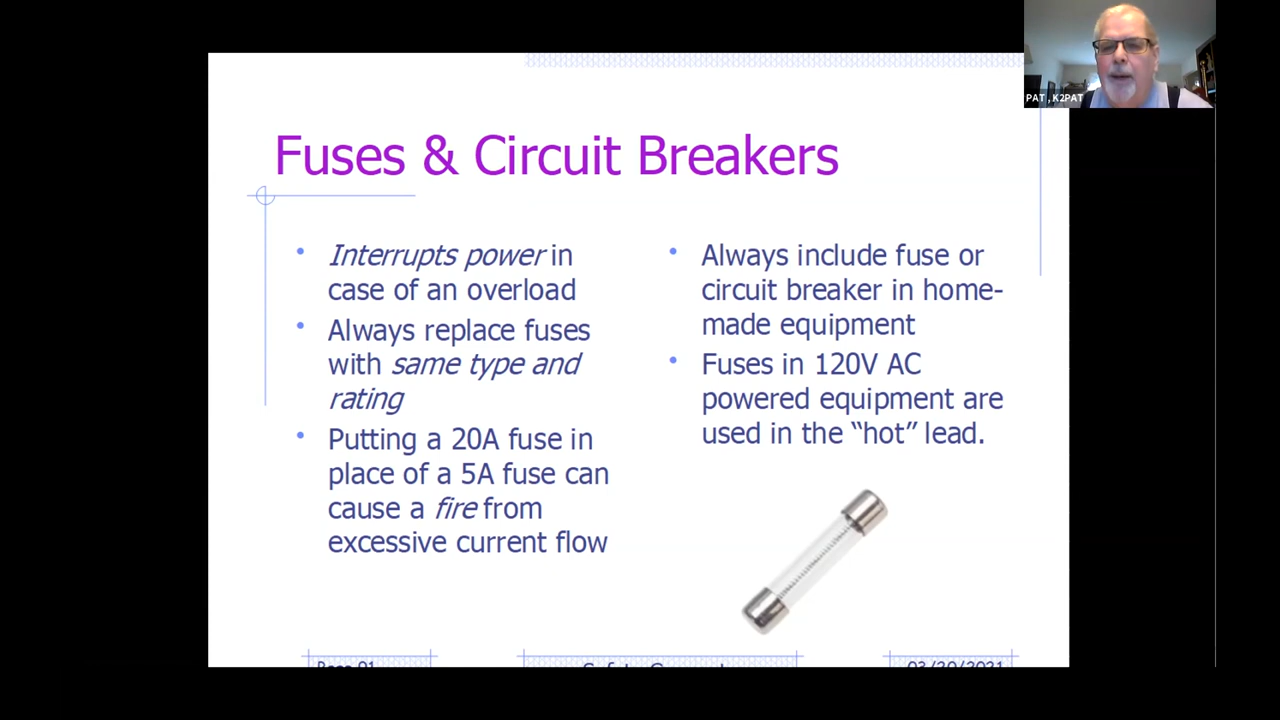 PAT , K2PAT
Fuses & Circuit Breakers
• Interrupts power in
case of an overload
• Always replace fuses
with same type and
rating
• Putting a 20A fuse in
place of a 5A fuse can
cause a fire from
excessive current flow
• Always include fuse or
circuit breaker in home-
made equipment
• Fuses in 120V AC
powered equipment are
used in the “hot” lead.
03/20/2021